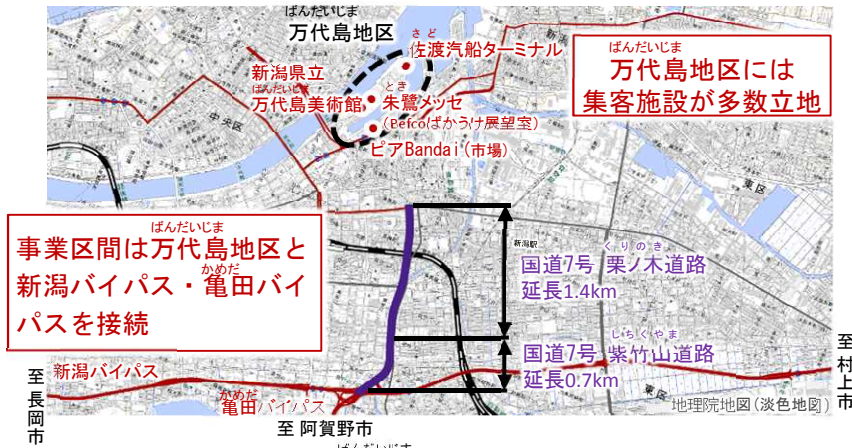 ばんだいじま
万代島地区
さど
佐渡汽船ターミナル
新潟県立
ばんだいじま
万代島美術館
とき
朱鷺メッセ
(Befcoばかうけ展望室)
ピアBandai(市場)
ばんだいじま
万代島地区には
集客施設が多数立地
中央区
東区
ばんだいじま
事業区間は万代島地区と
かめだ
新潟バイパス・亀田バイ
パスを接続
新潟駅
くりのき
国道7号 栗ノ木道路
延長1.4km
しちくやま
国道7号 紫竹山道路
延長0.7km
新潟バイパス
かめだ
亀田バイパス
至 長岡市
至 阿賀野市
至 村上市
東区
地理院地図(淡色地図)
ばんだいじま